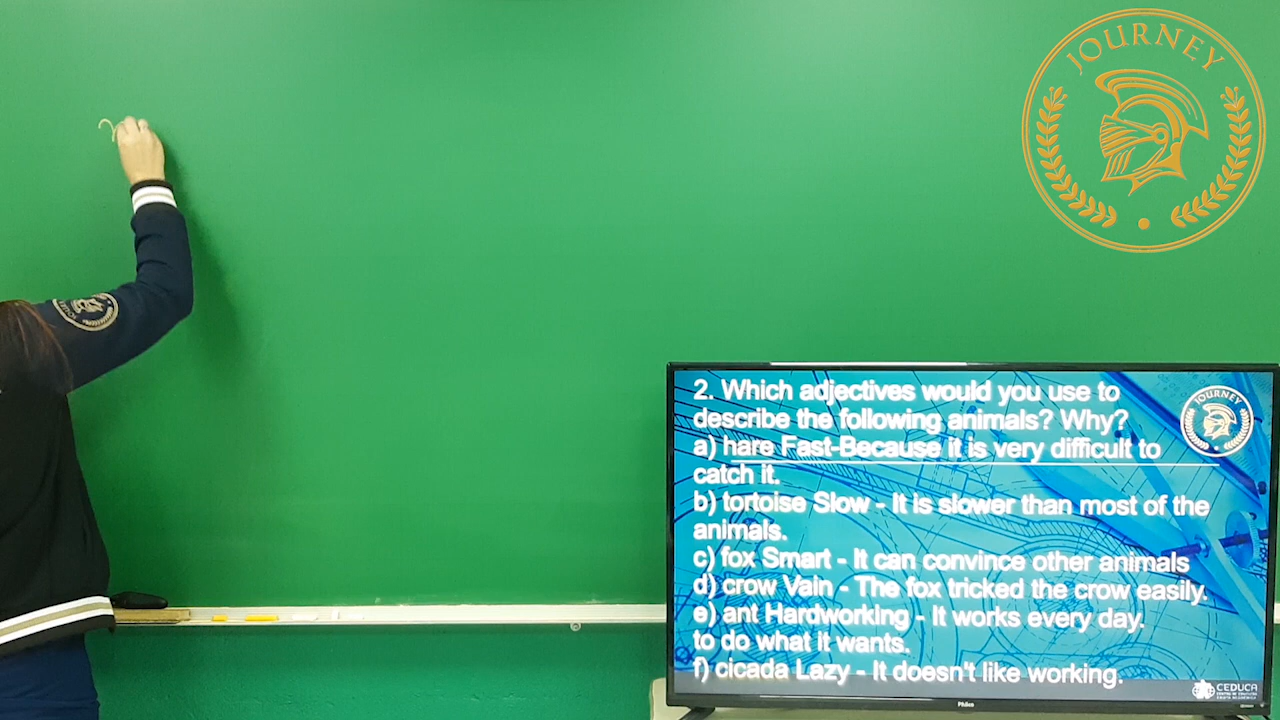 JOURNEY
2. Which adjectives would you use to
describe the following animals? Why?
a) hare Fast-Because it is very difficult to
catch it.
b) tortoise Slow - It is slower than most of the
animals.
c) fox Smart - It can convince other animals
d) crow Vain - The fox tricked the crow easily.
e) ant Hardworking - It works every day.
to do what it wants.
f) cicada Lazy - It doesn't like working.
JOURNEY
CEDUCA
Philco